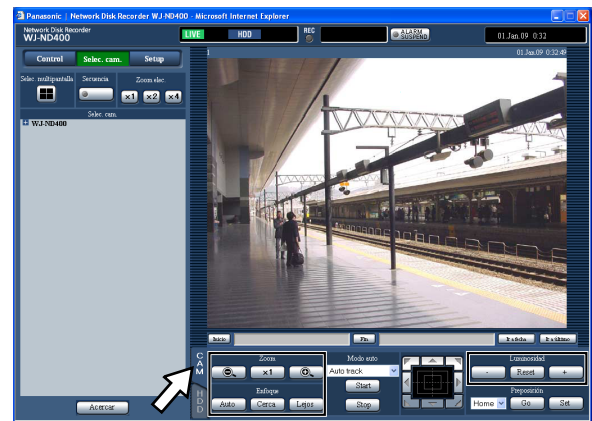 Panasonic | Network Disk Recorder WJ-ND400 - Microsoft Internet Explorer
Network Disk Recorder
WJ-ND400
LIVE HDD REC ALARM SUSPEND 01.Jan.09 0:32
Control Selec. cam. Setup
01.Jan.09 0:32:49
Selec. multipantalla Secuencia Zoom elec.
x1 x2 x4
Selec. cam.
WJ-ND400
Inicio Fin Ir a fecha Ir a último
CAM
Zoom Modo auto Luminosidad
x1 Auto track - Reset +
Enfoque Start Preposición
HDD
Auto Cerca Lejos Stop Home Go Set
Acercar